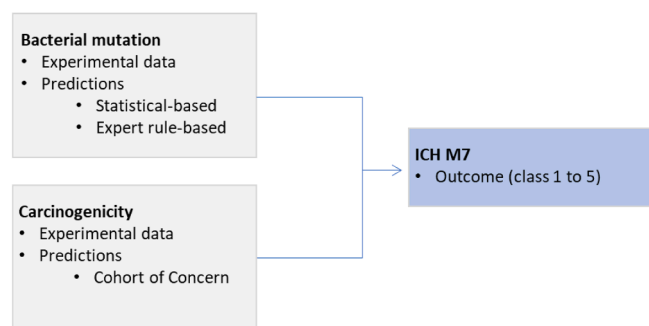 Bacterial mutation
• Experimental data
• Predictions
• Statistical-based
• Expert rule-based
Carcinogenicity
• Experimental data
• Predictions
• Cohort of Concern
ICH M7
• Outcome (class 1 to 5)